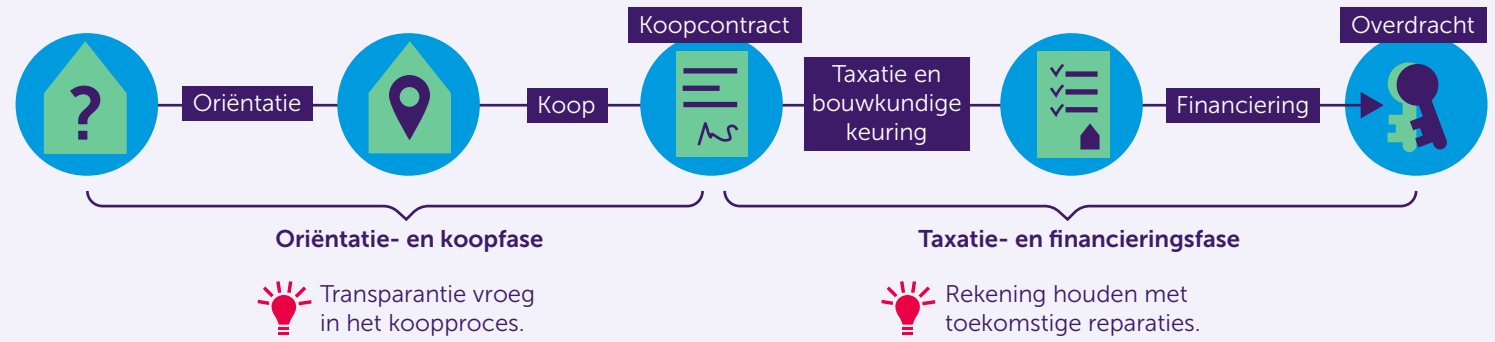 Koopcontract
Overdracht
Oriëntatie
Koop
Taxatie en
bouwkundige
keuring
Financiering
?
Oriëntatie- en koopfase
Taxatie- en financieringsfase
Transparantie vroeg
in het koopproces.
Rekening houden met
toekomstige reparaties.